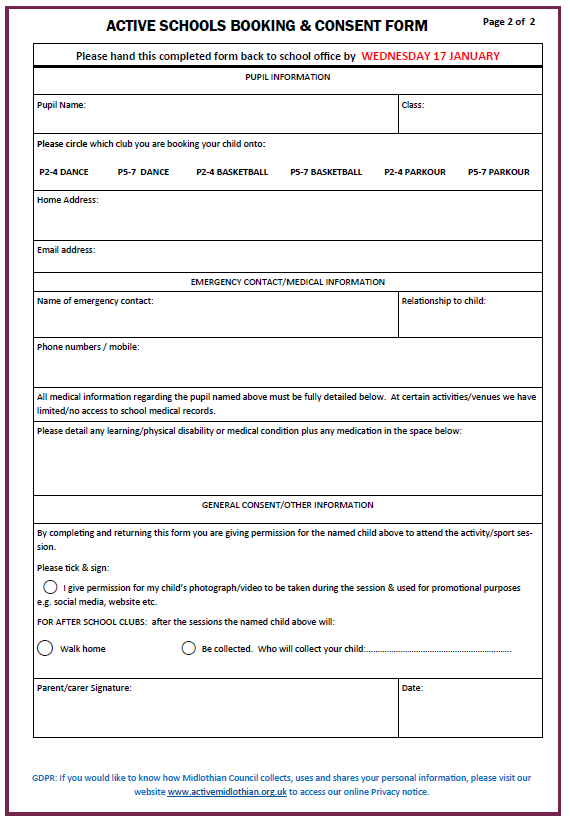 ACTIVE SCHOOLS BOOKING & CONSENT FORM
Page 2 of 2
Please hand this completed form back to school office by WEDNESDAY 17 JANUARY
PUPIL INFORMATION
Pupil Name:
Class:
Please circle which club you are booking your child onto:
P2-4 DANCE P5-7 DANCE P2-4 BASKETBALL P5-7 BASKETBALL P2-4 PARKOUR P5-7 PARKOUR
Home Address:
Email address:
EMERGENCY CONTACT/MEDICAL INFORMATION
Name of emergency contact:
Relationship to child:
Phone numbers / mobile:
All medical information regarding the pupil named above must be fully detailed below. At certain activities/venues we have
limited/no access to school medical records.
Please detail any learning/physical disability or medical condition plus any medication in the space below:
GENERAL CONSENT/OTHER INFORMATION
By completing and returning this form you are giving permission for the named child above to attend the activity/sport ses-
sion.
Please tick & sign:
I give permission for my child's photograph/video to be taken during the session & used for promotional purposes
e.g. social media, website etc.
FOR AFTER SCHOOL CLUBS: after the sessions the named child above will:
Walk home
Be collected. Who will collect your child:.......................................................
Parent/carer Signature:
Date:
GDPR: If you would like to know how Midlothian Council collects, uses and shares your personal information, please visit our
website www.activemidlothian.org.uk to access our online Privacy notice.